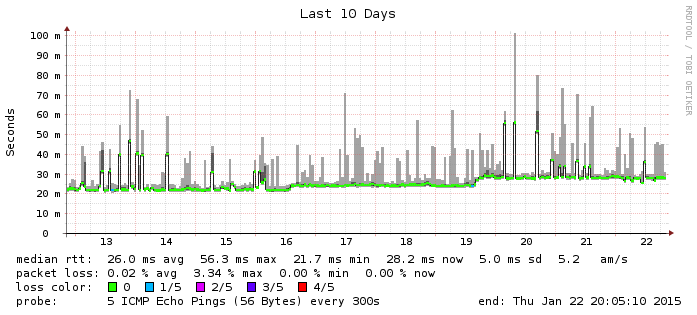 Last 10 Days
RRDTOOL / TOBI OETIKER
Seconds
100 m
90 m
80 m
70 m
60 m
50 m
40 m
30 m
20 m
10 m
0
13 14 15 16 17 18 19 20 21 22
median rtt: 26.0 ms avg 56.3 ms max 21.7 ms min 28.2 ms now 5.0 ms sd 5.2 am/s
packet loss: 0.02 % avg 3.34 % max 0.00 % min 0.00 % now
loss color: 0 1/5 2/5 3/5 4/5
probe: 5 ICMP Echo Pings (56 Bytes) every 300s end: Thu Jan 22 20:05:10 2015